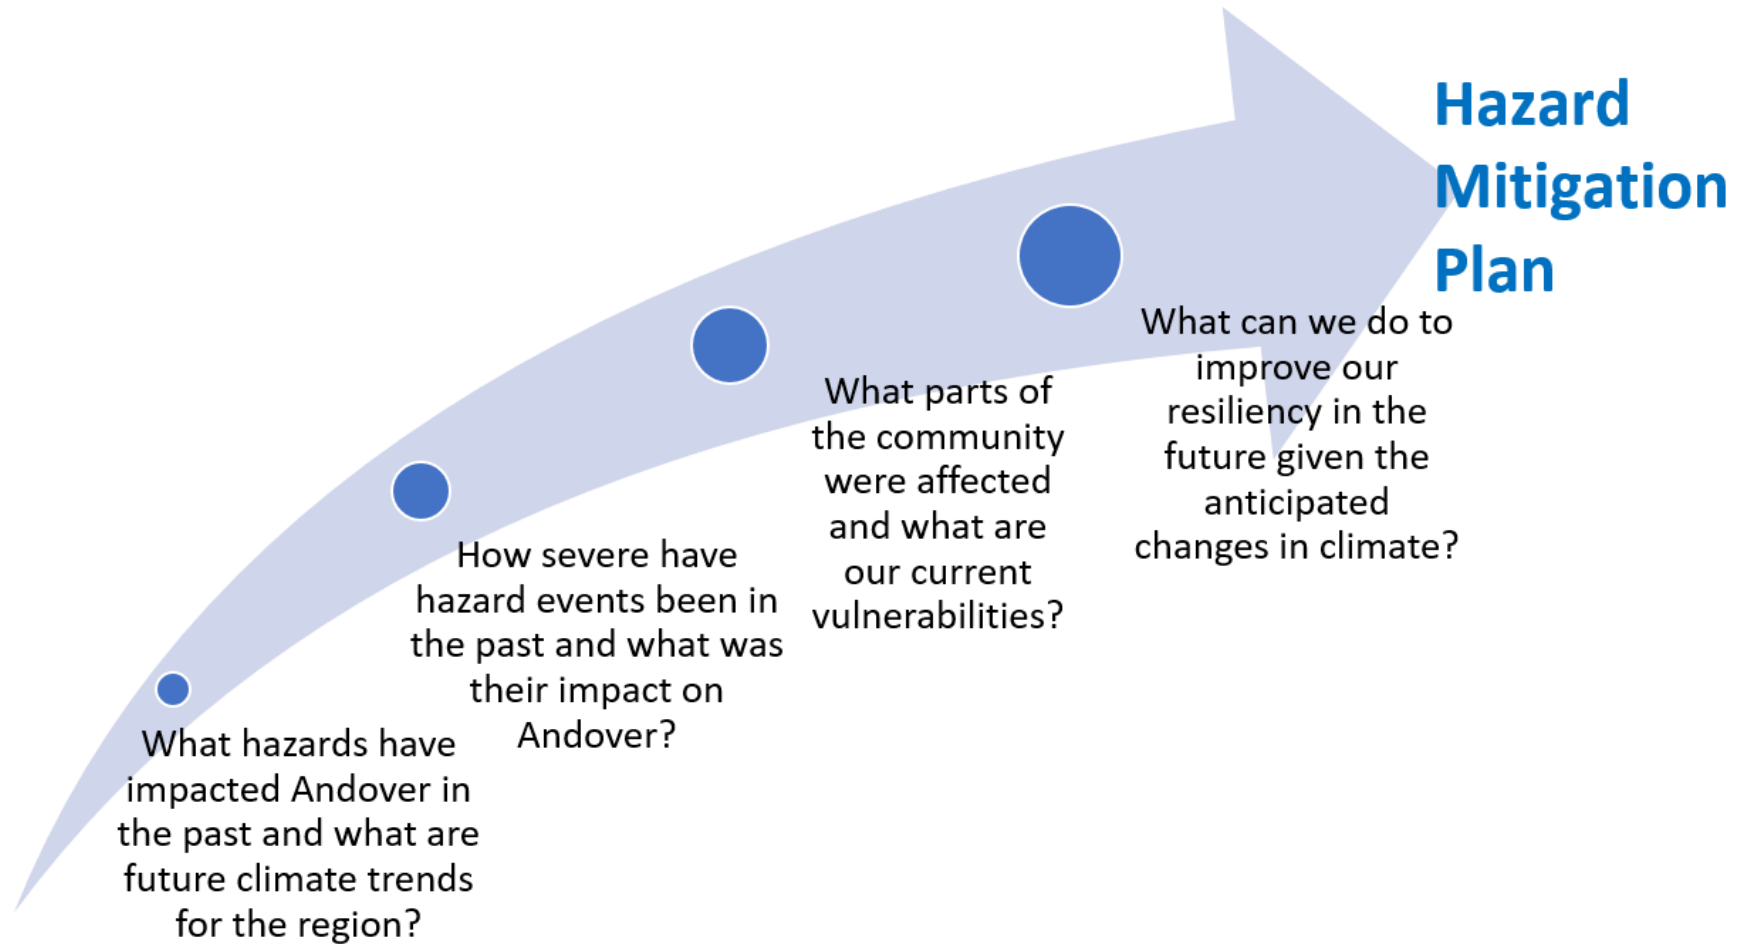 What hazards have
impacted Andover in
the past and what are
future climate trends
for the region?
How severe have
hazard events been in
the past and what was
their impact on
Andover?
What parts of
the community
were affected
and what are
our current
vulnerabilities?
What can we do to
improve our
resiliency in the
future given the
anticipated
changes in climate?
Hazard
Mitigation
Plan